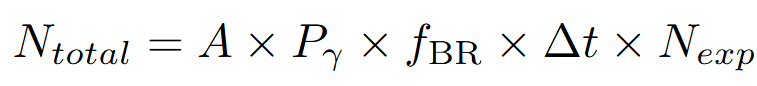 N_{total} = A × P_γ × f_{BR} × Δt × N_{exp}